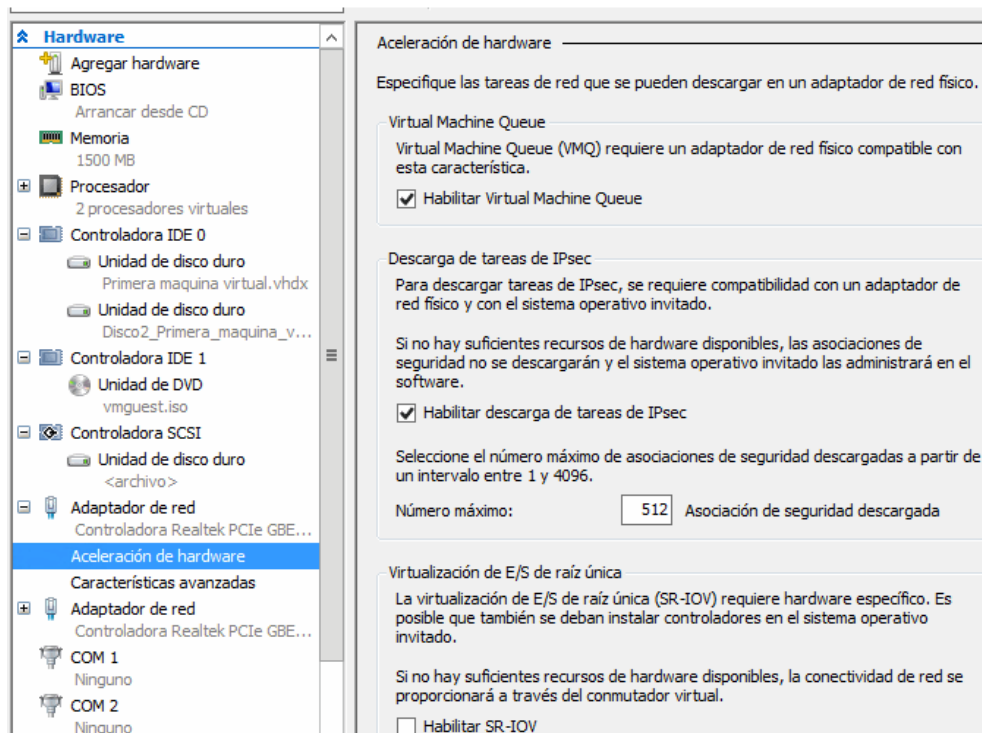 Hardware
Agregar hardware
BIOS
Arrancar desde CD
Memoria
1500 MB
Procesador
2 procesadores virtuales
Controladora IDE 0
Unidad de disco duro
Primera maquina virtual.vhdx
Unidad de disco duro
Disco2_Primera_maquina_v...
Controladora IDE 1
Unidad de DVD
vmguest.iso
Controladora SCSI
Unidad de disco duro
<archivo>
Adaptador de red
Controladora Realtek PCIe GBE...
Aceleración de hardware
Características avanzadas
Adaptador de red
Controladora Realtek PCIe GBE...
COM 1
Ninguno
COM 2
Ninguno
Aceleración de hardware
Especifique las tareas de red que se pueden descargar en un adaptador de red físico.
Virtual Machine Queue
Virtual Machine Queue (VMQ) requiere un adaptador de red físico compatible con
esta característica.
Habilitar Virtual Machine Queue
Descarga de tareas de IPsec
Para descargar tareas de IPsec, se requiere compatibilidad con un adaptador de
red físico y con el sistema operativo invitado.
Si no hay suficientes recursos de hardware disponibles, las asociaciones de
seguridad no se descargarán y el sistema operativo invitado las administrará en el
software.
Habilitar descarga de tareas de IPsec
Seleccione el número máximo de asociaciones de seguridad descargadas a partir de
un intervalo entre 1 y 4096.
Número máximo: 512 Asociación de seguridad descargada
Virtualización de E/S de raíz única
La virtualización de E/S de raíz única (SR-IOV) requiere hardware específico. Es
posible que también se deban instalar controladores en el sistema operativo
invitado.
Si no hay suficientes recursos de hardware disponibles, la conectividad de red se
proporcionará a través del conmutador virtual.
Habilitar SR-IOV